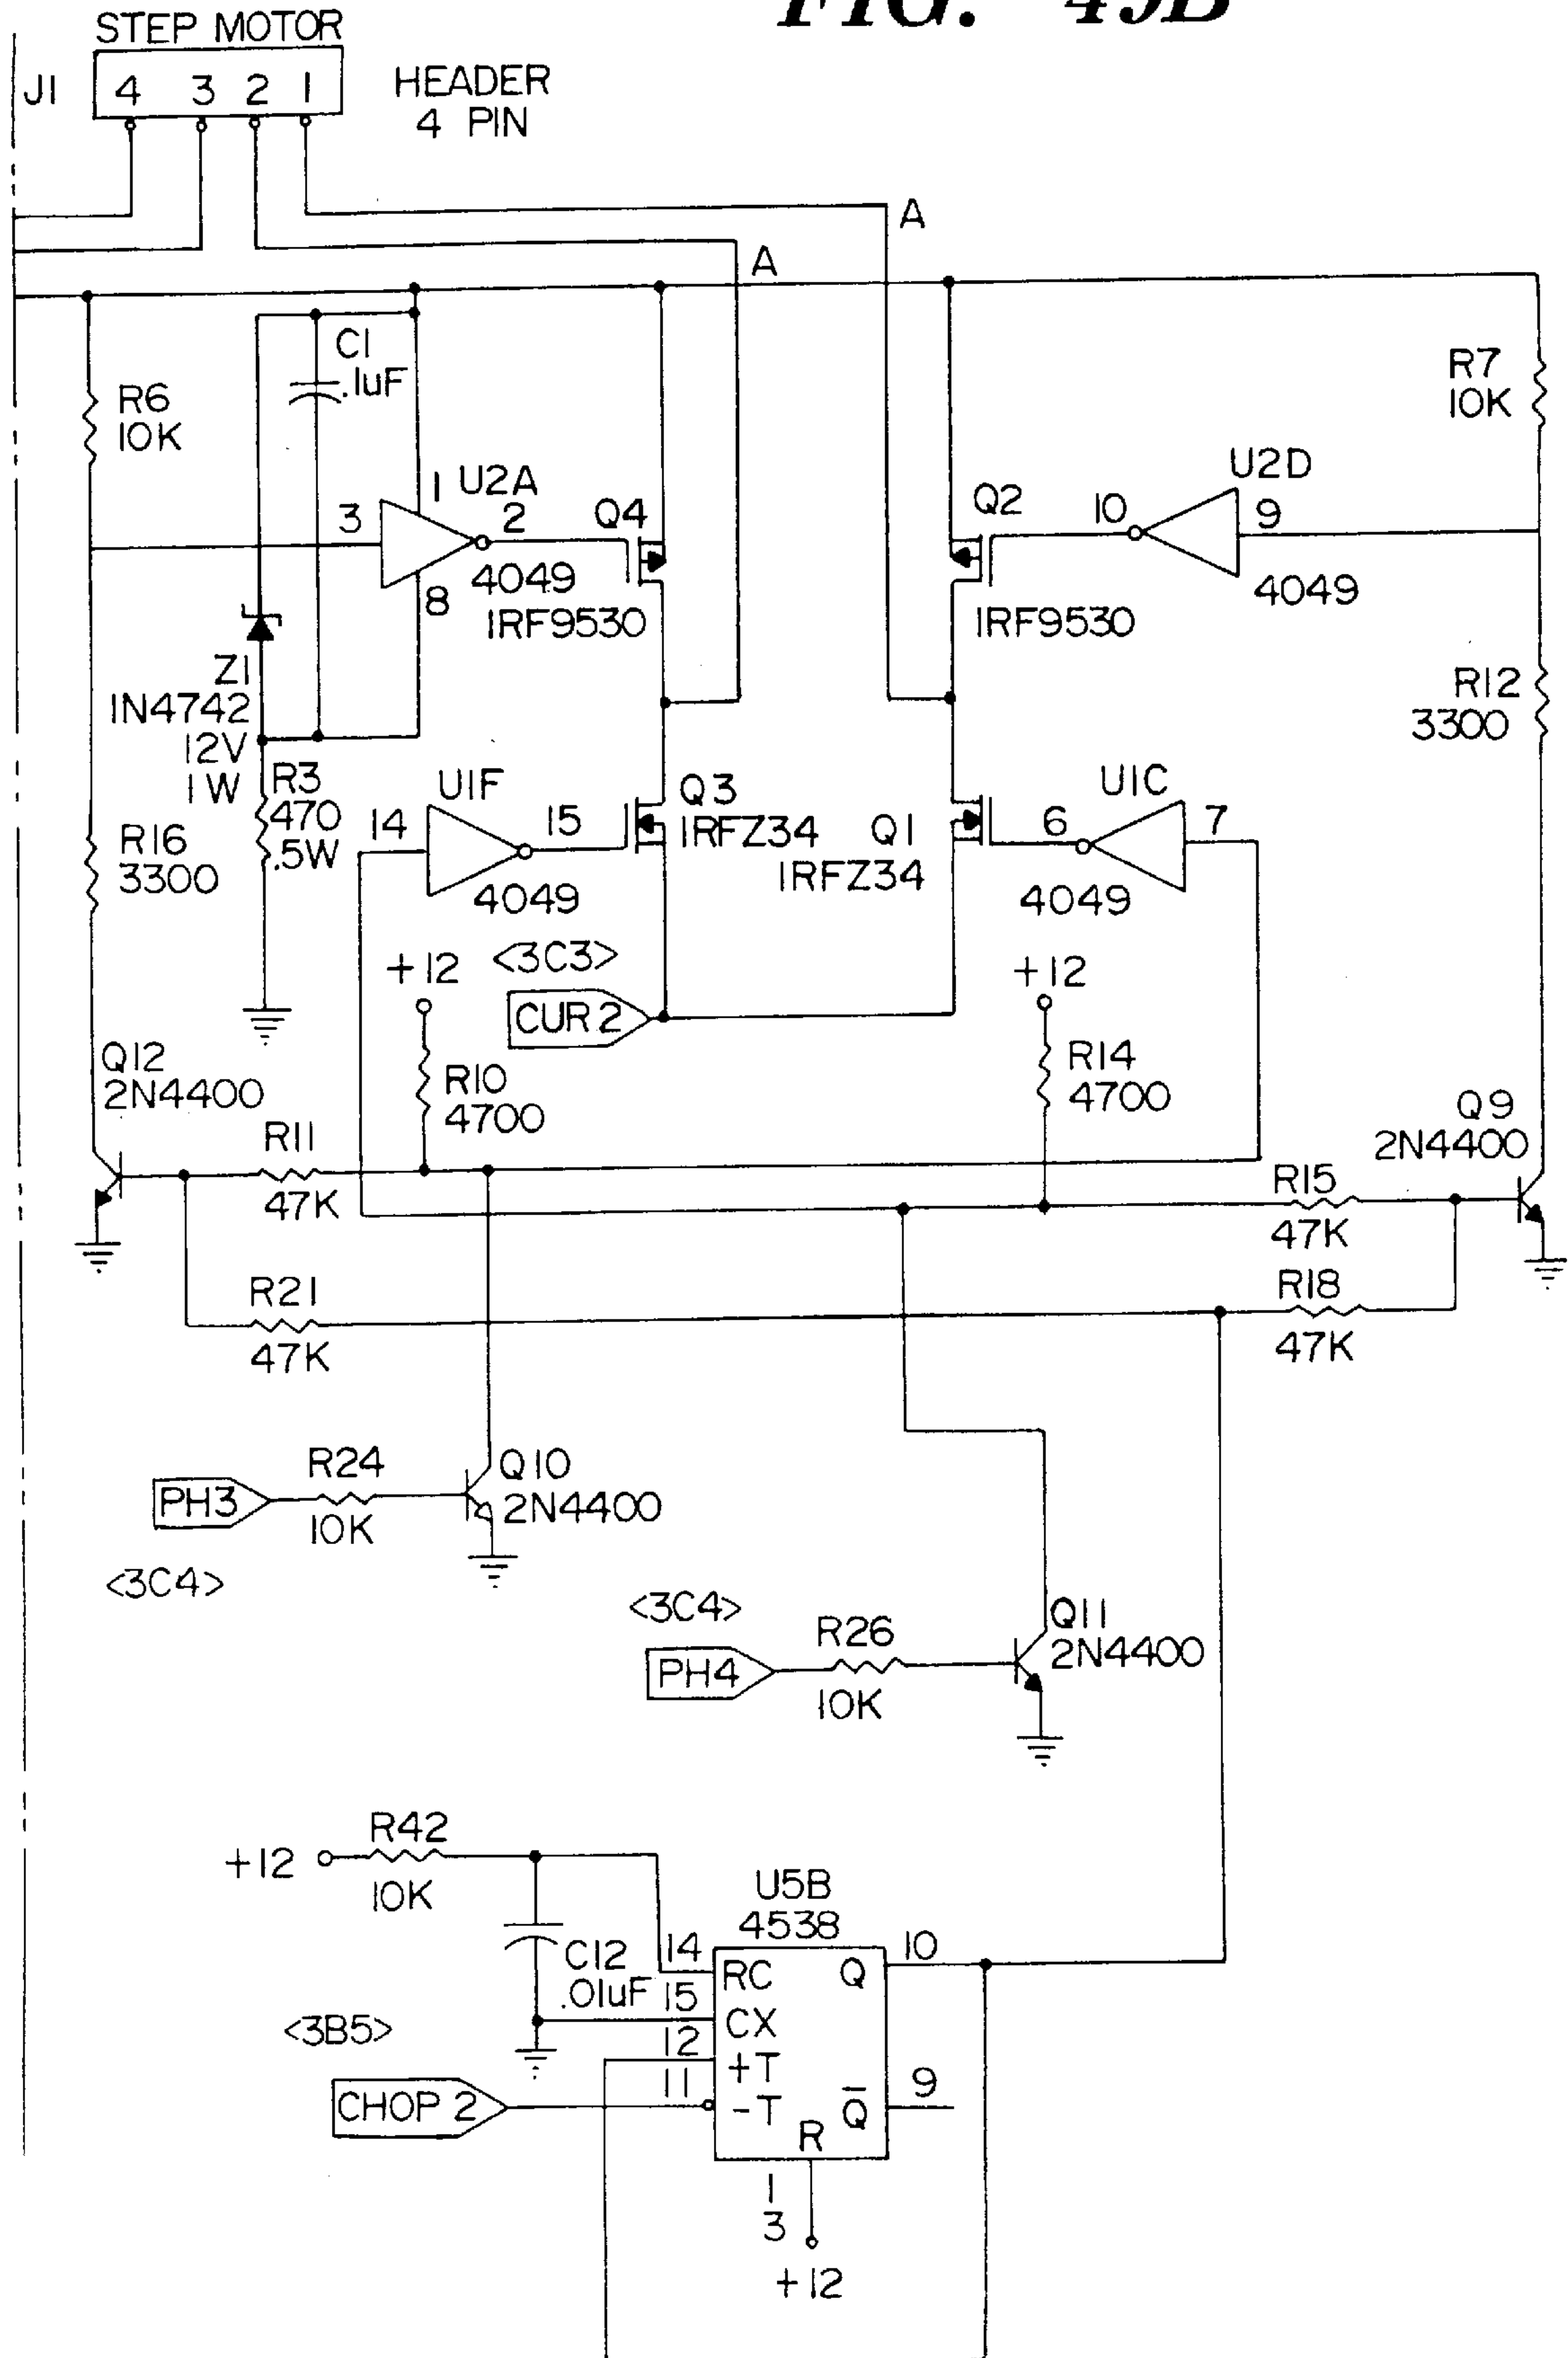 FIG. 45B
STEP MOTOR
J1
4 3 2 1
HEADER
4 PIN
A
A
C1
.1uF
R6
10K
R7
10K
1
U2A
3
2
4049
8
Q4
IRF9530
Q2
IRF9530
10
U2D
9
4049
Z1
1N4742
12V
1W
R3
470
.5W
R12
3300
U1F
14
15
4049
Q3
IRFZ34
Q1
IRFZ34
U1C
6
7
4049
R16
3300
<3C3>
CUR2
+12
+12
R10
4700
R14
4700
Q12
2N4400
Q9
2N4400
R11
47K
R15
47K
R21
47K
R18
47K
PH3
R24
10K
Q10
2N4400
<3C4>
<3C4>
PH4
R26
10K
Q11
2N4400
+12
R42
10K
C12
.01uF
U5B
4538
14
RC
Q
10
15
CX
12
+T
11
-T
Q
9
R
<3B5>
CHOP 2
1
3
+12